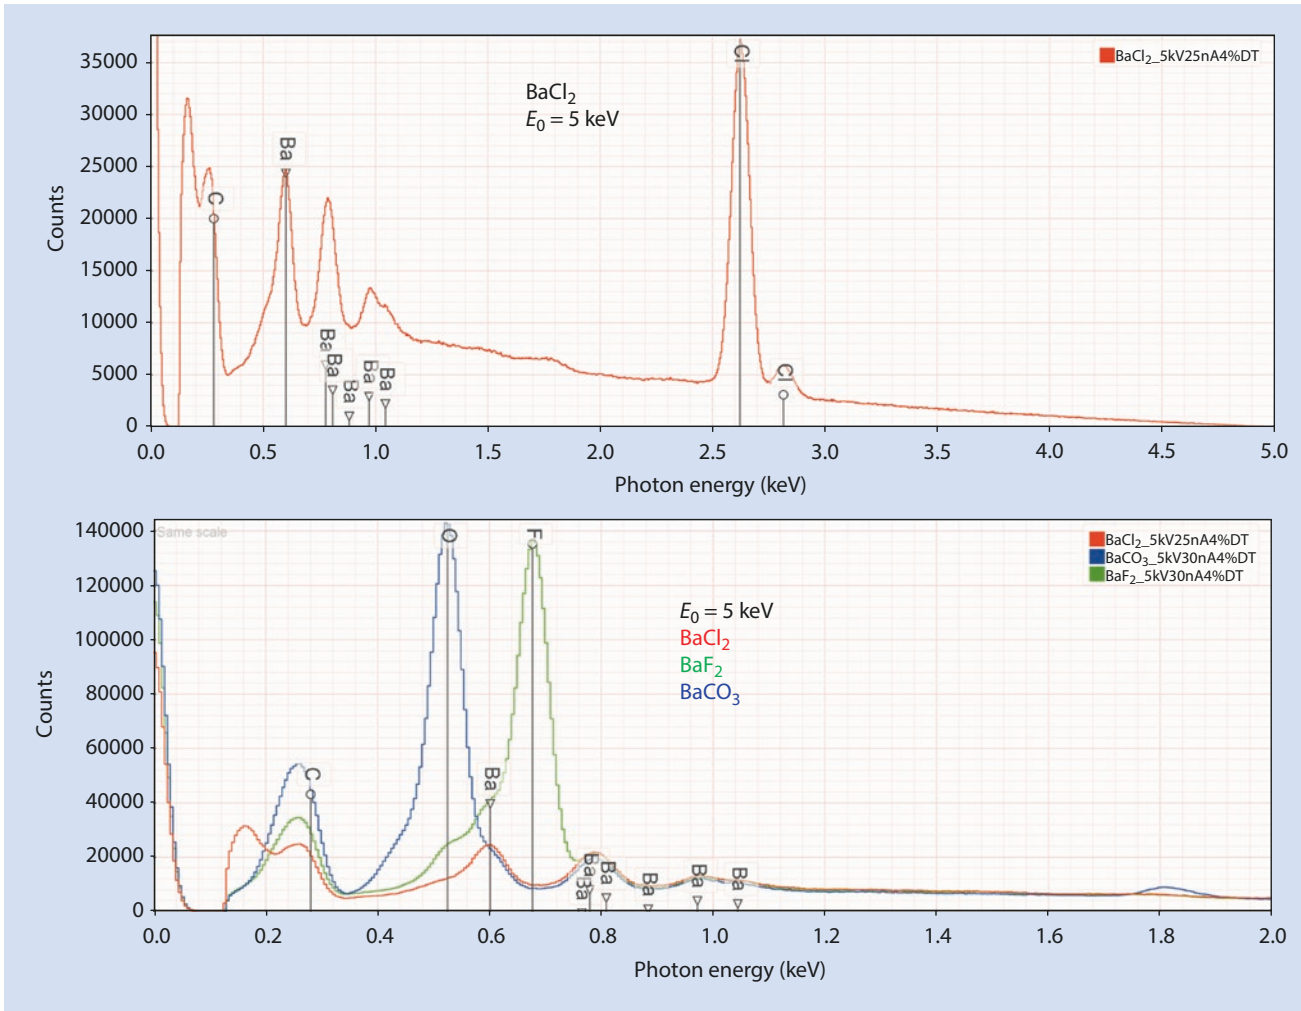 35000
30000
25000
20000
15000
10000
5000
0
Counts
BaCl₂_5kV25nA4%DT
BaCl₂
E₀ = 5 keV
C
Ba
Ba
Ba
Ba
Ba
Ba
Cl
Cl
0.0 0.5 1.0 1.5 2.0 2.5 3.0 3.5 4.0 4.5 5.0
Photon energy (keV)
140000
120000
100000
80000
60000
40000
20000
0
Counts
Same scale
BaCl₂_5kV25nA4%DT
BaCO₃_5kV30nA4%DT
BaF₂_5kV30nA4%DT
E₀ = 5 keV
BaCl₂
BaF₂
BaCO₃
C
O
Ba
F
Ba
Ba
Ba
Ba
Ba
Ba
0.0 0.2 0.4 0.6 0.8 1.0 1.2 1.4 1.6 1.8 2.0
Photon energy (keV)